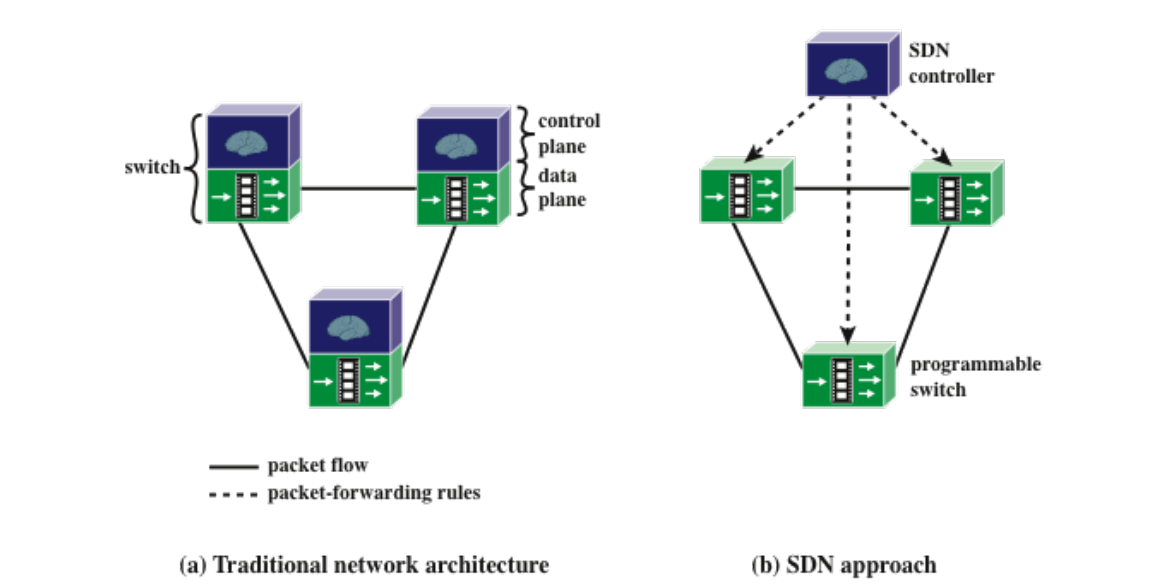 SDN
controller
control
plane
switch
data
plane
programmable
switch
packet flow
packet-forwarding rules
(a) Traditional network architecture
(b) SDN approach